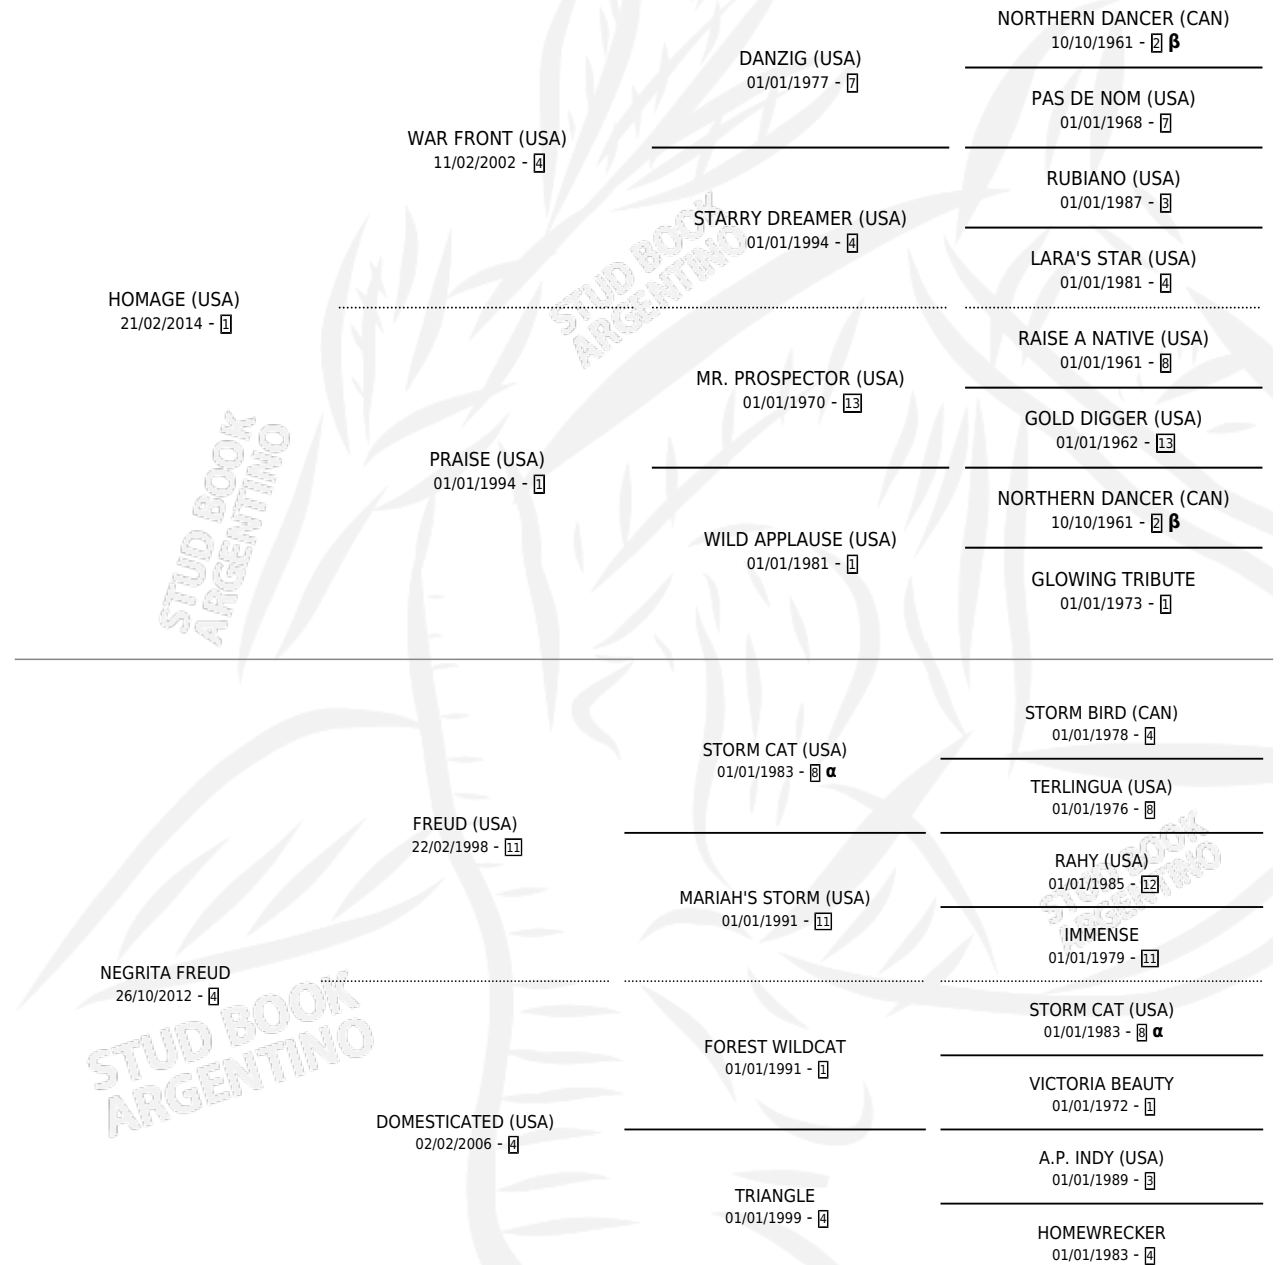 NORTHERN DANCER (CAN)
10/10/1961 - 2 β
DANZIG (USA)
01/01/1977 - 7
PAS DE NOM (USA)
01/01/1968 - 7
WAR FRONT (USA)
11/02/2002 - 4
RUBIANO (USA)
01/01/1987 - 3
STARRY DREAMER (USA)
01/01/1994 - 4
LARA'S STAR (USA)
01/01/1981 - 4
HOMAGE (USA)
21/02/2014 - 1
RAISE A NATIVE (USA)
01/01/1961 - 8
MR. PROSPECTOR (USA)
01/01/1970 - 13
GOLD DIGGER (USA)
01/01/1962 - 13
PRAISE (USA)
01/01/1994 - 1
NORTHERN DANCER (CAN)
10/10/1961 - 2 β
WILD APPLAUSE (USA)
01/01/1981 - 1
GLOWING TRIBUTE
01/01/1973 - 1
STORM BIRD (CAN)
01/01/1978 - 4
STORM CAT (USA)
01/01/1983 - 8 α
TERLINGUA (USA)
01/01/1976 - 8
FREUD (USA)
22/02/1998 - 11
RAHY (USA)
01/01/1985 - 12
MARIAH'S STORM (USA)
01/01/1991 - 11
IMMENSE
01/01/1979 - 11
NEGRITA FREUD
26/10/2012 - 4
STORM CAT (USA)
01/01/1983 - 8 α
FOREST WILDCAT
01/01/1991 - 1
VICTORIA BEAUTY
01/01/1972 - 1
DOMESTICATED (USA)
02/02/2006 - 4
A.P. INDY (USA)
01/01/1989 - 3
TRIANGLE
01/01/1999 - 4
HOMEWRECKER
01/01/1983 - 4
STUD BOOK
ARGENTINO
STUD BOOK
ARGENTINO
STUD BOOK
ARGENTINO
STUD BOOK
ARGENTINO